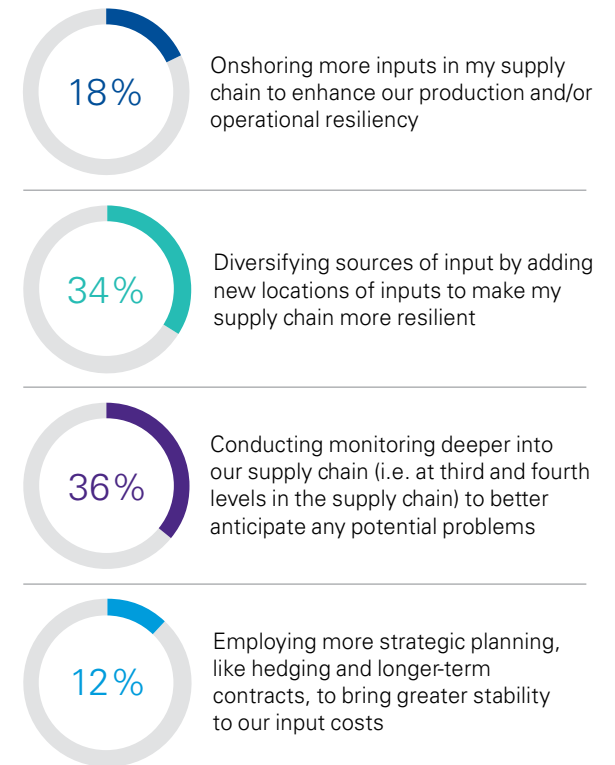 18%
Onshoring more inputs in my supply
chain to enhance our production and/or
operational resiliency
34%
Diversifying sources of input by adding
new locations of inputs to make my
supply chain more resilient
36%
Conducting monitoring deeper into
our supply chain (i.e. at third and fourth
levels in the supply chain) to better
anticipate any potential problems
12%
Employing more strategic planning,
like hedging and longer-term
contracts, to bring greater stability
to our input costs